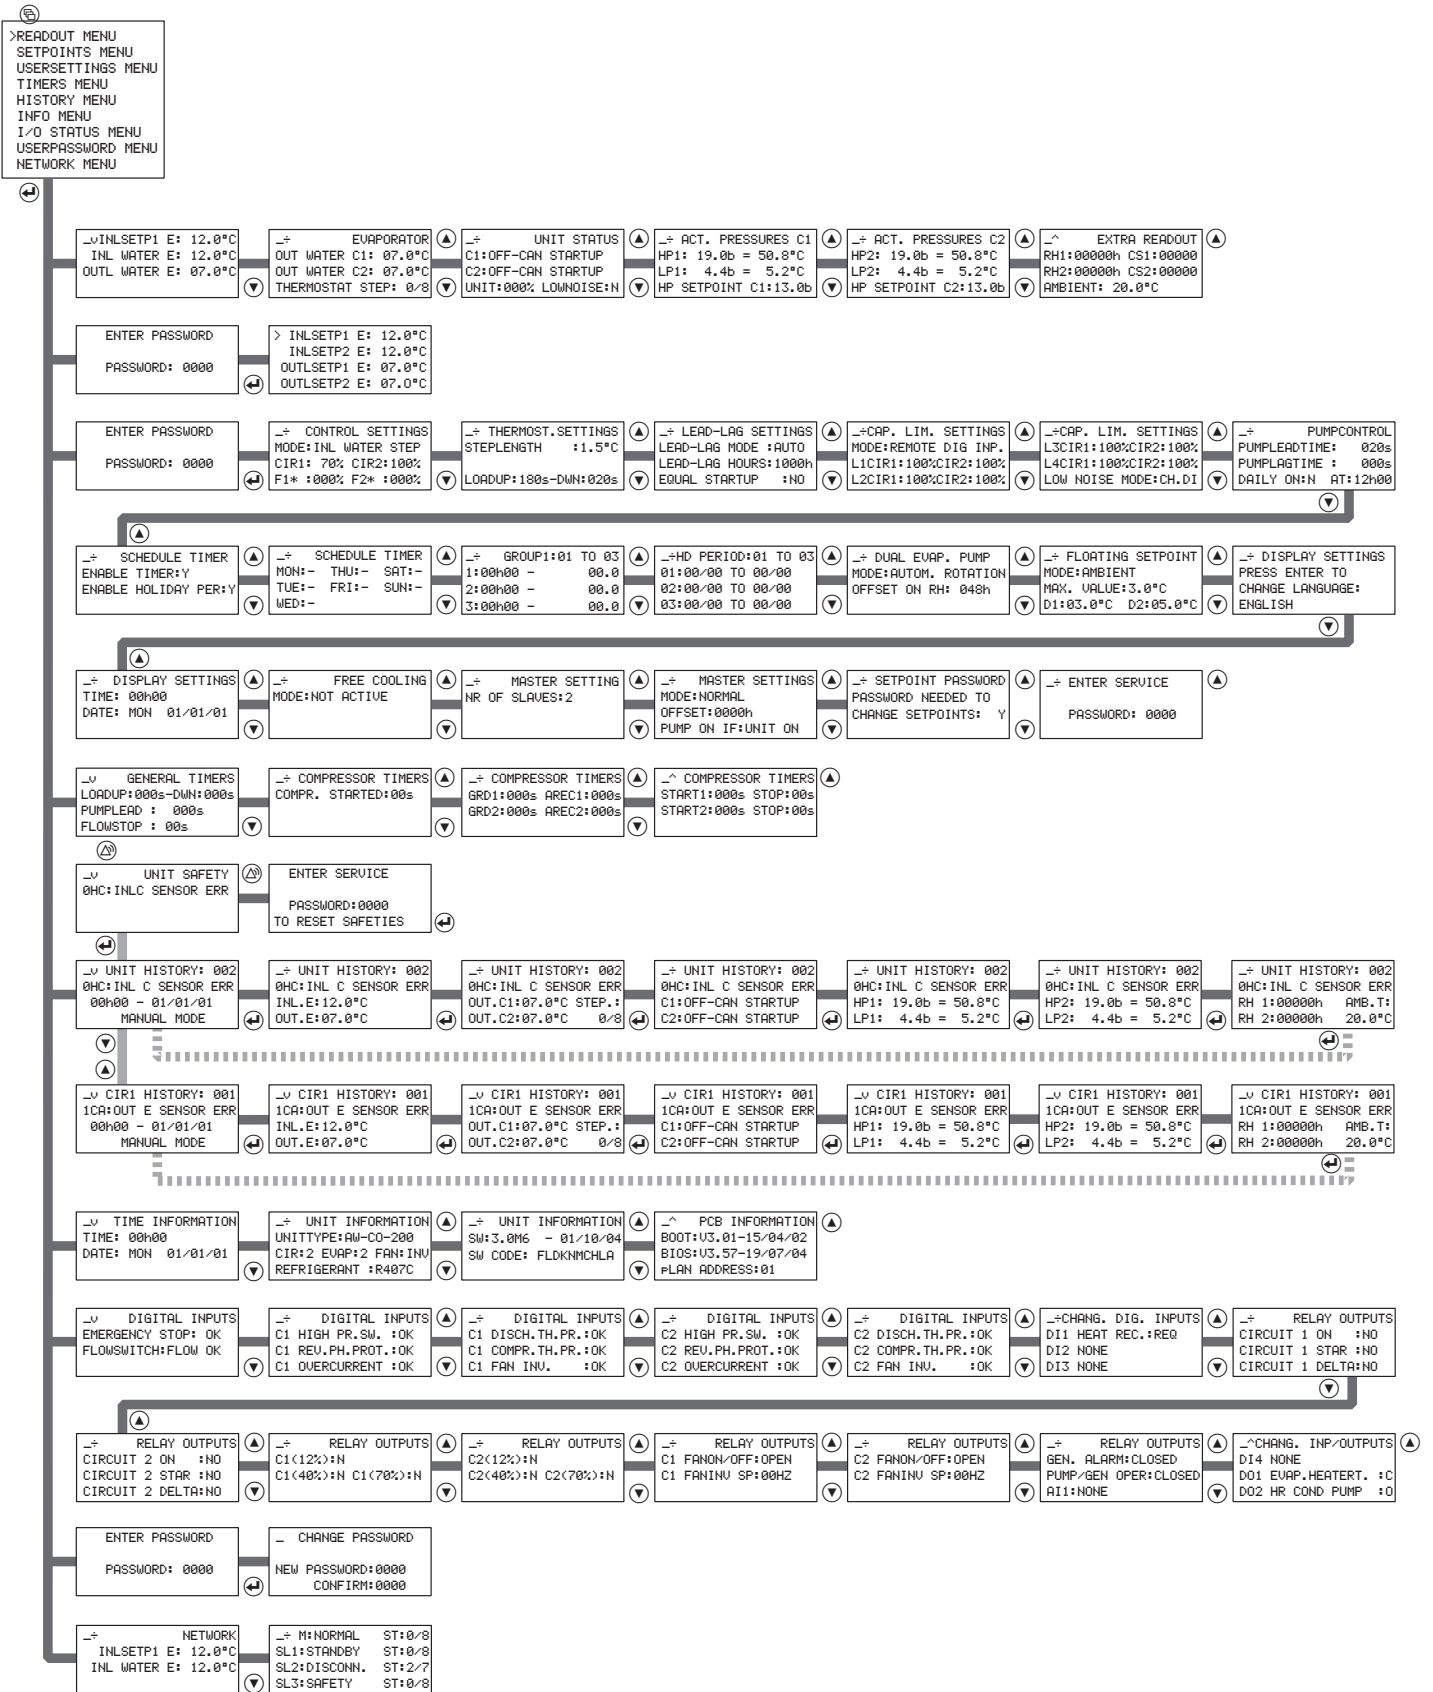 >READOUT MENU
SETPOINTS MENU
USERSETTINGS MENU
TIMERS MENU
HISTORY MENU
INFO MENU
I/O STATUS MENU
USERPASSWORD MENU
NETWORK MENU
_vINLSETP1 E: 12.0°C
INL WATER E: 12.0°C
OUTL WATER E: 07.0°C
_÷ EVAPORATOR
OUT WATER C1: 07.0°C
OUT WATER C2: 07.0°C
THERMOSTAT STEP: 0/8
_÷ UNIT STATUS
C1:OFF-CAN STARTUP
C2:OFF-CAN STARTUP
UNIT:000% LOWNOISE:N
_÷ ACT. PRESSURES C1
HP1: 19.0b = 50.8°C
LP1: 4.4b = 5.2°C
HP SETPOINT C1:13.0b
_÷ ACT. PRESSURES C2
HP2: 19.0b = 50.8°C
LP2: 4.4b = 5.2°C
HP SETPOINT C2:13.0b
_^ EXTRA READOUT
RH1:00000h CS1:00000
RH2:00000h CS2:00000
AMBIENT: 20.0°C
ENTER PASSWORD
PASSWORD: 0000
> INLSETP1 E: 12.0°C
INLSETP2 E: 12.0°C
OUTLSETP1 E: 07.0°C
OUTLSETP2 E: 07.0°C
ENTER PASSWORD
PASSWORD: 0000
_÷ CONTROL SETTINGS
MODE:INL WATER STEP
CIR1: 70% CIR2:100%
F1* :000% F2* :000%
_÷ THERMOST.SETTINGS
STEPLENGTH :1.5°C
LOADUP:180s-DWN:020s
_÷ LEAD-LAG SETTINGS
LEAD-LAG MODE :AUTO
LEAD-LAG HOURS:1000h
EQUAL STARTUP :NO
_÷CAP. LIM. SETTINGS
MODE:REMOTE DIG INP.
L1CIR1:100%CIR2:100%
L2CIR1:100%CIR2:100%
_÷CAP. LIM. SETTINGS
L3CIR1:100%CIR2:100%
L4CIR1:100%CIR2:100%
LOW NOISE MODE:CH.DI
_÷ PUMPCONTROL
PUMPLEADTIME: 020s
PUMPLAGTIME : 000s
DAILY ON:N AT:12h00
_÷ SCHEDULE TIMER
ENABLE TIMER:Y
ENABLE HOLIDAY PER:Y
_÷ SCHEDULE TIMER
MON:- THU:- SAT:-
TUE:- FRI:- SUN:-
WED:-
_÷ GROUP1:01 TO 03
1:00h00 - 00.0
2:00h00 - 00.0
3:00h00 - 00.0
_÷HD PERIOD:01 TO 03
01:00/00 TO 00/00
02:00/00 TO 00/00
03:00/00 TO 00/00
_÷ DUAL EVAP. PUMP
MODE:AUTOM. ROTATION
OFFSET ON RH: 048h
_÷ FLOATING SETPOINT
MODE:AMBIENT
MAX. VALUE:3.0°C
D1:03.0°C D2:05.0°C
_÷ DISPLAY SETTINGS
PRESS ENTER TO
CHANGE LANGUAGE:
ENGLISH
_÷ DISPLAY SETTINGS
TIME: 00h00
DATE: MON 01/01/01
_÷ FREE COOLING
MODE:NOT ACTIVE
_÷ MASTER SETTING
NR OF SLAVES:2
_÷ MASTER SETTINGS
MODE:NORMAL
OFFSET:0000h
PUMP ON IF:UNIT ON
_÷ SETPOINT PASSWORD
PASSWORD NEEDED TO
CHANGE SETPOINTS: Y
_÷ ENTER SERVICE
PASSWORD: 0000
_v GENERAL TIMERS
LOADUP:000s-DWN:000s
PUMPLEAD : 000s
FLOWSTOP : 00s
_÷ COMPRESSOR TIMERS
COMPR. STARTED:00s
_÷ COMPRESSOR TIMERS
GRD1:000s AREC1:000s
GRD2:000s AREC2:000s
_^ COMPRESSOR TIMERS
START1:000s STOP:00s
START2:000s STOP:00s
_v UNIT SAFETY
0HC:INLC SENSOR ERR
ENTER SERVICE
PASSWORD:0000
TO RESET SAFETIES
_v UNIT HISTORY: 002
0HC:INL C SENSOR ERR
00h00 - 01/01/01
MANUAL MODE
_÷ UNIT HISTORY: 002
0HC:INL C SENSOR ERR
INL.E:12.0°C
OUT.E:07.0°C
_÷ UNIT HISTORY: 002
0HC:INL C SENSOR ERR
OUT.C1:07.0°C STEP.:
OUT.C2:07.0°C 0/8
_÷ UNIT HISTORY: 002
0HC:INL C SENSOR ERR
C1:OFF-CAN STARTUP
C2:OFF-CAN STARTUP
_÷ UNIT HISTORY: 002
0HC:INL C SENSOR ERR
HP1: 19.0b = 50.8°C
LP1: 4.4b = 5.2°C
_÷ UNIT HISTORY: 002
0HC:INL C SENSOR ERR
HP2: 19.0b = 50.8°C
LP2: 4.4b = 5.2°C
_÷ UNIT HISTORY: 002
0HC:INL C SENSOR ERR
RH 1:00000h AMB.T:
RH 2:00000h 20.0°C
_v CIR1 HISTORY: 001
1CA:OUT E SENSOR ERR
00h00 - 01/01/01
MANUAL MODE
_v CIR1 HISTORY: 001
1CA:OUT E SENSOR ERR
INL.E:12.0°C
OUT.E:07.0°C
_v CIR1 HISTORY: 001
1CA:OUT E SENSOR ERR
OUT.C1:07.0°C STEP.:
OUT.C2:07.0°C 0/8
_v CIR1 HISTORY: 001
1CA:OUT E SENSOR ERR
C1:OFF-CAN STARTUP
C2:OFF-CAN STARTUP
_v CIR1 HISTORY: 001
1CA:OUT E SENSOR ERR
HP1: 19.0b = 50.8°C
LP1: 4.4b = 5.2°C
_v CIR1 HISTORY: 001
1CA:OUT E SENSOR ERR
HP2: 19.0b = 50.8°C
LP2: 4.4b = 5.2°C
_v CIR1 HISTORY: 001
1CA:OUT E SENSOR ERR
RH 1:00000h AMB.T:
RH 2:00000h 20.0°C
_v TIME INFORMATION
TIME: 00h00
DATE: MON 01/01/01
_÷ UNIT INFORMATION
UNITTYPE:AW-CO-200
CIR:2 EVAP:2 FAN:INV
REFRIGERANT :R407C
_÷ UNIT INFORMATION
SW:3.0M6 - 01/10/04
SW CODE: FLDKNMCHLA
_^ PCB INFORMATION
BOOT:V3.01-15/04/02
BIOS:V3.57-19/07/04
pLAN ADDRESS:01
_v DIGITAL INPUTS
EMERGENCY STOP: OK
FLOWSWITCH:FLOW OK
_÷ DIGITAL INPUTS
C1 HIGH PR.SW. :OK
C1 REV.PH.PROT.:OK
C1 OVERCURRENT :OK
_÷ DIGITAL INPUTS
C1 DISCH.TH.PR.:OK
C1 COMPR.TH.PR.:OK
C1 FAN INV. :OK
_÷ DIGITAL INPUTS
C2 HIGH PR.SW. :OK
C2 REV.PH.PROT.:OK
C2 OVERCURRENT :OK
_÷ DIGITAL INPUTS
C2 DISCH.TH.PR.:OK
C2 COMPR.TH.PR.:OK
C2 FAN INV. :OK
_÷CHANG. DIG. INPUTS
DI1 HEAT REC.:REQ
DI2 NONE
DI3 NONE
_÷ RELAY OUTPUTS
CIRCUIT 1 ON :NO
CIRCUIT 1 STAR :NO
CIRCUIT 1 DELTA:NO
_÷ RELAY OUTPUTS
CIRCUIT 2 ON :NO
CIRCUIT 2 STAR :NO
CIRCUIT 2 DELTA:NO
_÷ RELAY OUTPUTS
C1(12%):N
C1(40%):N C1(70%):N
_÷ RELAY OUTPUTS
C2(12%):N
C2(40%):N C2(70%):N
_÷ RELAY OUTPUTS
C1 FANON/OFF:OPEN
C1 FANINV SP:00HZ
_÷ RELAY OUTPUTS
C2 FANON/OFF:OPEN
C2 FANINV SP:00HZ
_÷ RELAY OUTPUTS
GEN. ALARM:CLOSED
PUMP/GEN OPER:CLOSED
AI1:NONE
_^CHANG. INP/OUTPUTS
DI4 NONE
DO1 EVAP.HEATERT. :C
DO2 HR COND PUMP :O
ENTER PASSWORD
PASSWORD: 0000
_ CHANGE PASSWORD
NEW PASSWORD:0000
CONFIRM:0000
_÷ NETWORK
INLSETP1 E: 12.0°C
INL WATER E: 12.0°C
_÷ M:NORMAL ST:0/8
SL1:STANDBY ST:0/8
SL2:DISCONN. ST:2/7
SL3:SAFETY ST:0/8